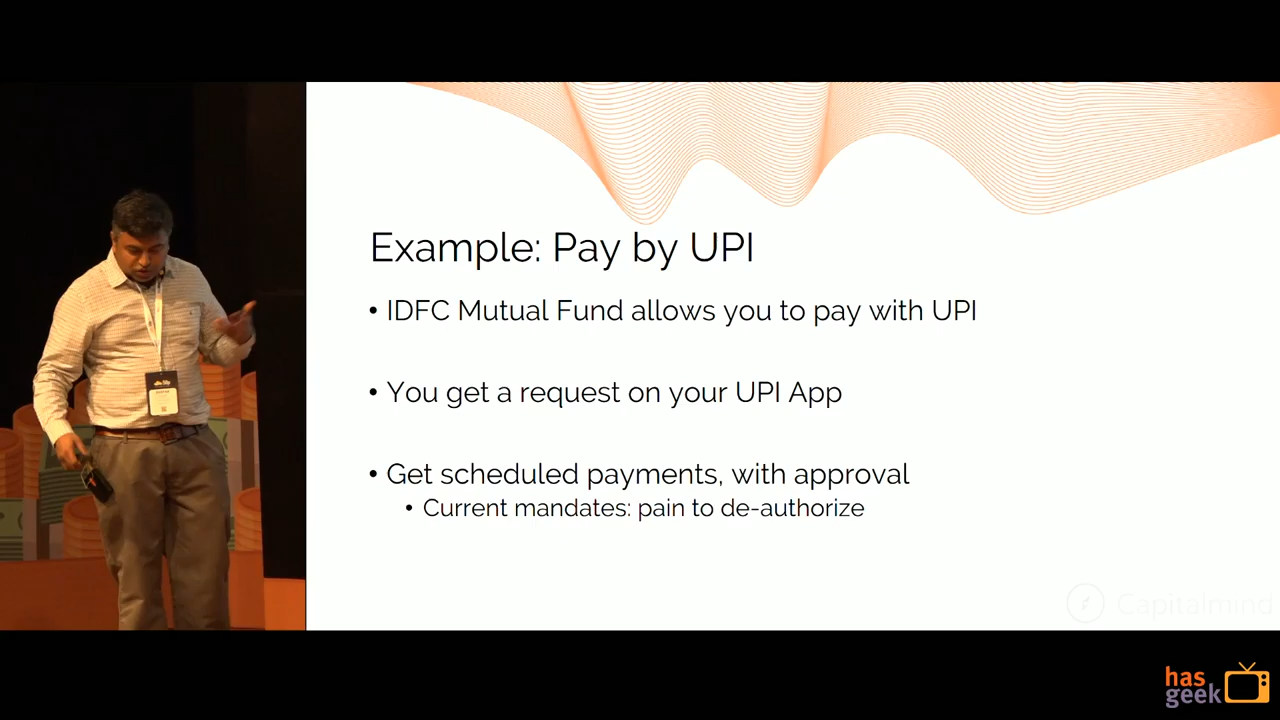 Example: Pay by UPI
• IDFC Mutual Fund allows you to pay with UPI
• You get a request on your UPI App
• Get scheduled payments, with approval
• Current mandates: pain to de-authorize
Capitalmind
has
geek